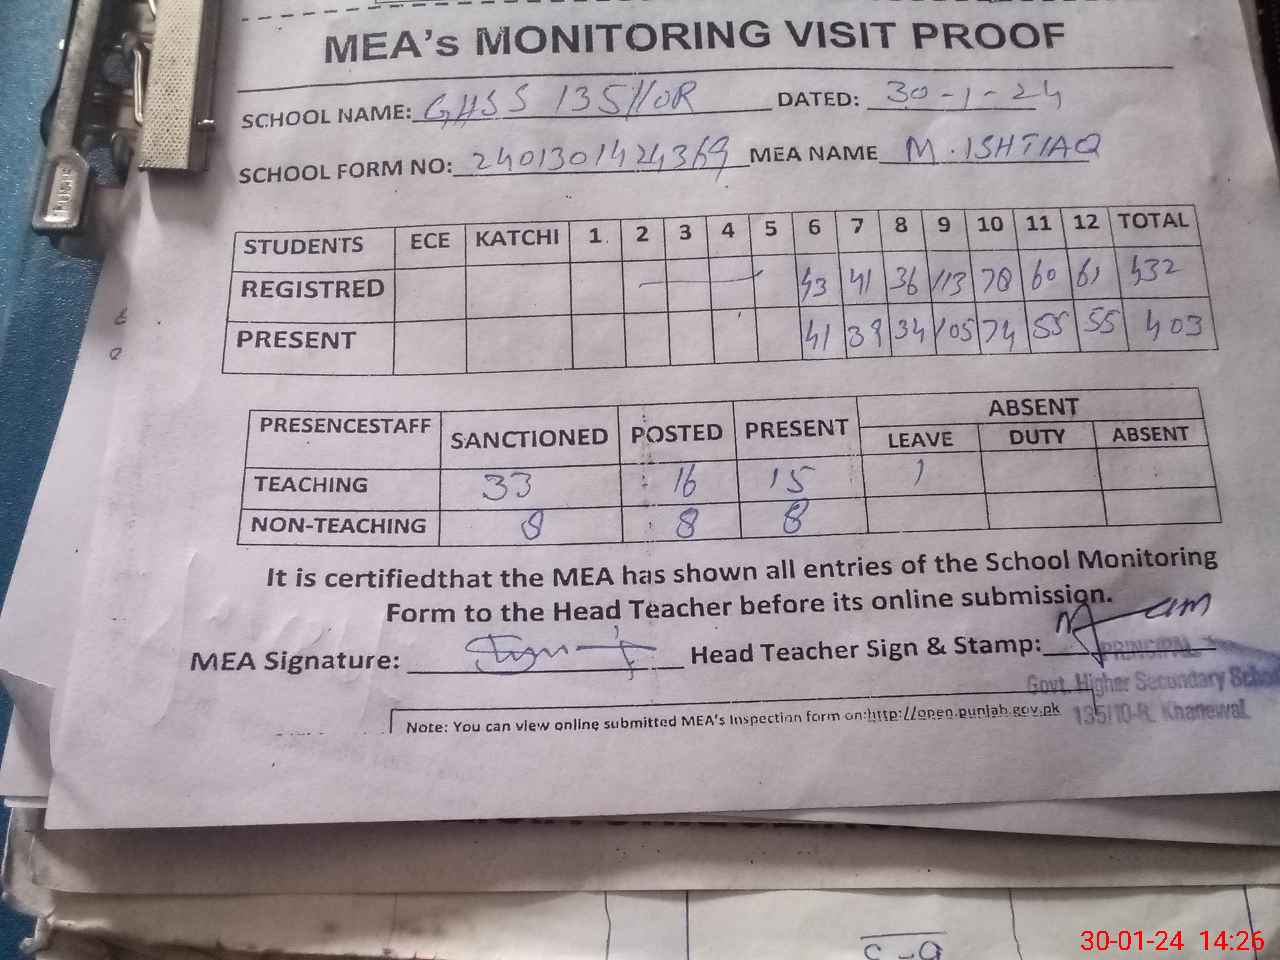 MEA's MONITORING VISIT PROOF
SCHOOL NAME: GHSS 135/10R DATED: 30-1-24
SCHOOL FORM NO: 2401301424369 MEA NAME M. ISHTIAQ
STUDENTS ECE KATCHI 1 2 3 4 5 6 7 8 9 10 11 12 TOTAL
REGISTRED 43 41 36 113 78 60 61 432
PRESENT 41 39 34 105 74 55 55 403
PRESENCESTAFF SANCTIONED POSTED PRESENT ABSENT
LEAVE DUTY ABSENT
TEACHING 33 16 15 1
NON-TEACHING 8 8 8
It is certifiedthat the MEA has shown all entries of the School Monitoring
Form to the Head Teacher before its online submission.
MEA Signature: Head Teacher Sign & Stamp:
PRINCIPAL
Govt. Higher Secondary School
135/10-R, Khanewal
Note: You can view online submitted MEA's Inspection form on:http://open.punjab.gov.pk
30-01-24 14:26